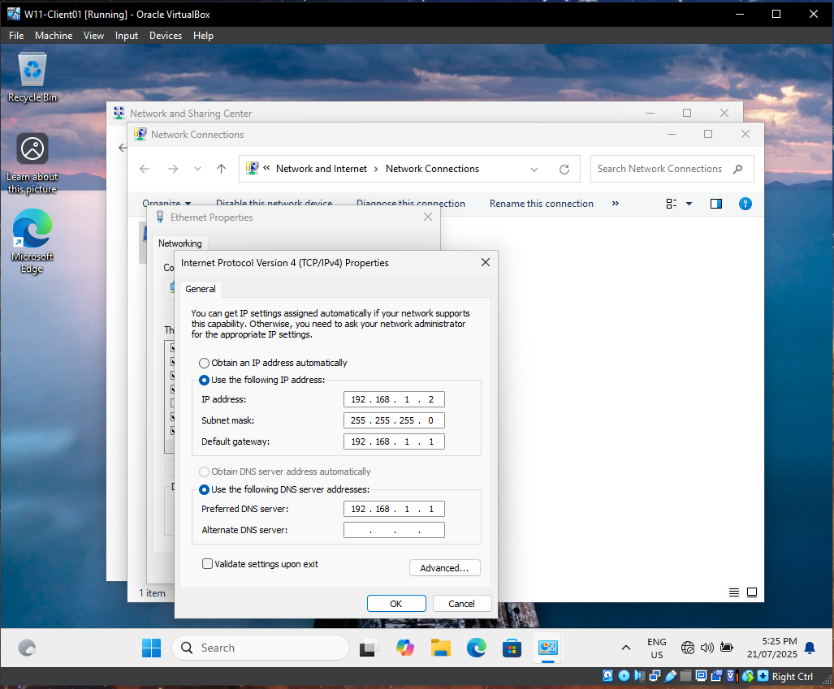 W11-Client01 [Running] - Oracle VirtualBox
File Machine View Input Devices Help
Recycle Bin
Learn about
this picture
Microsoft
Edge
Network and Sharing Center
Network Connections
« Network and Internet › Network Connections
Search Network Connections
Organize Disable this network device Diagnose this connection Rename this connection »
Ethernet Properties
Networking
Co
Th
D
1 item
Internet Protocol Version 4 (TCP/IPv4) Properties
General
You can get IP settings assigned automatically if your network supports
this capability. Otherwise, you need to ask your network administrator
for the appropriate IP settings.
Obtain an IP address automatically
Use the following IP address:
IP address: 192 . 168 . 1 . 2
Subnet mask: 255 . 255 . 255 . 0
Default gateway: 192 . 168 . 1 . 1
Obtain DNS server address automatically
Use the following DNS server addresses:
Preferred DNS server: 192 . 168 . 1 . 1
Alternate DNS server: . . .
Validate settings upon exit
Advanced...
OK Cancel
Search
ENG
US
5:25 PM
21/07/2025
Right Ctrl